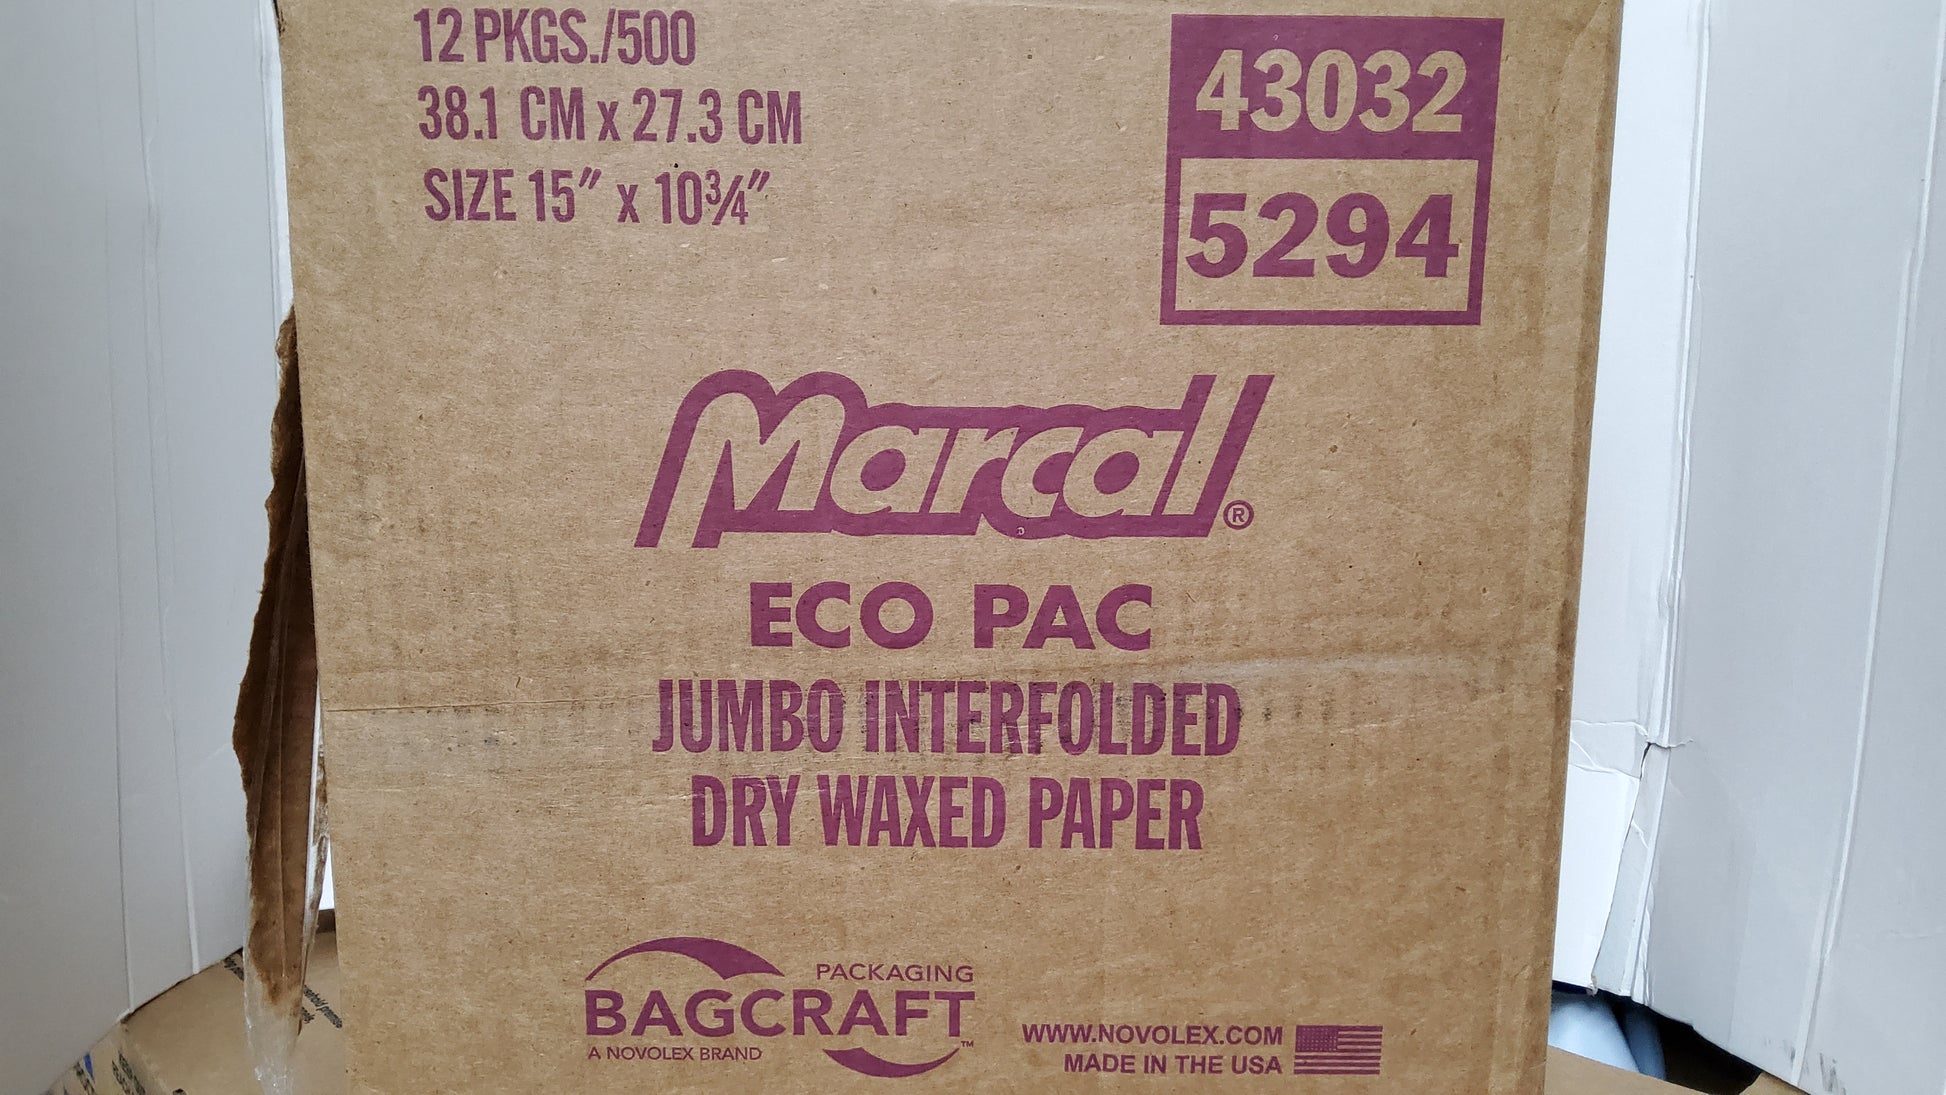 12 PKGS./500
38.1 CM x 27.3 CM
SIZE 15" x 10¾"
43032
5294
Marcal®
ECO PAC
JUMBO INTERFOLDED
DRY WAXED PAPER
PACKAGING
BAGCRAFT™
A NOVOLEX BRAND
WWW.NOVOLEX.COM
MADE IN THE USA